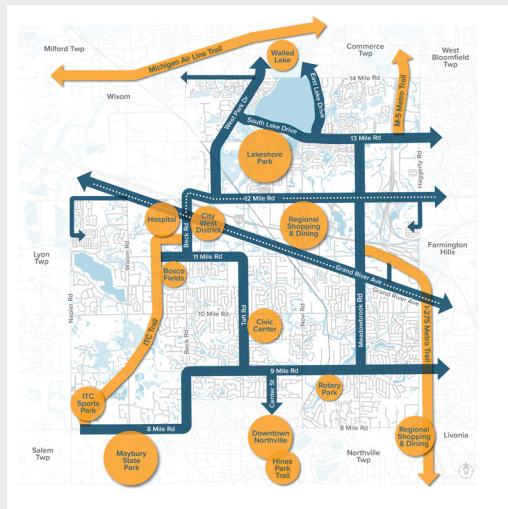 Milford Twp
Michigan Air Line Trail
Walled
Lake
Commerce
Twp
West
Bloomfield
Twp
Wixom
14 Mile Rd
M-5 Metro Trail
West Park Dr
East Lake Drive
South Lake Drive
13 Mile Rd
Lakeshore
Park
Haggerty Rd
12 Mile Rd
Hospital
City
West
District
Regional
Shopping
& Dining
Beck Rd
Lyon
Twp
Wixom Rd
Farmington
Hills
11 Mile Rd
Grand River Ave
Grand River Ave
Bosco
Fields
Napier Rd
ITC Trail
Beck Rd
10 Mile Rd
Taft Rd
Civic
Center
Novi Rd
Meadowbrook Rd
I-275 Metro Trail
9 Mile Rd
Center St
Rotary
Park
ITC
Sports
Park
8 Mile Rd
8 Mile Rd
Maybury
State
Park
Downtown
Northville
Hines
Park
Trail
Regional
Shopping
& Dining
Livonia
Salem
Twp
Northville
Twp